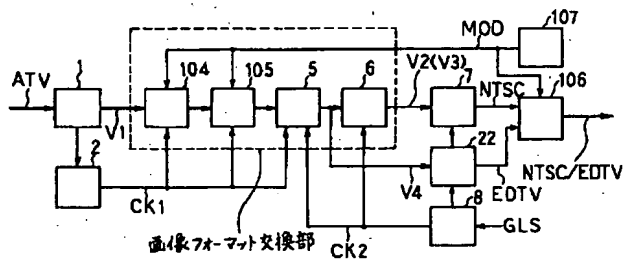 MOD
107
ATV
1
104
105
5
6
V2(V3)
7
NTSC
106
V1
2
22
V4
EDTV
NTSC/EDTV
CK1
8
GLS
画像フォーマット交換部
CK2